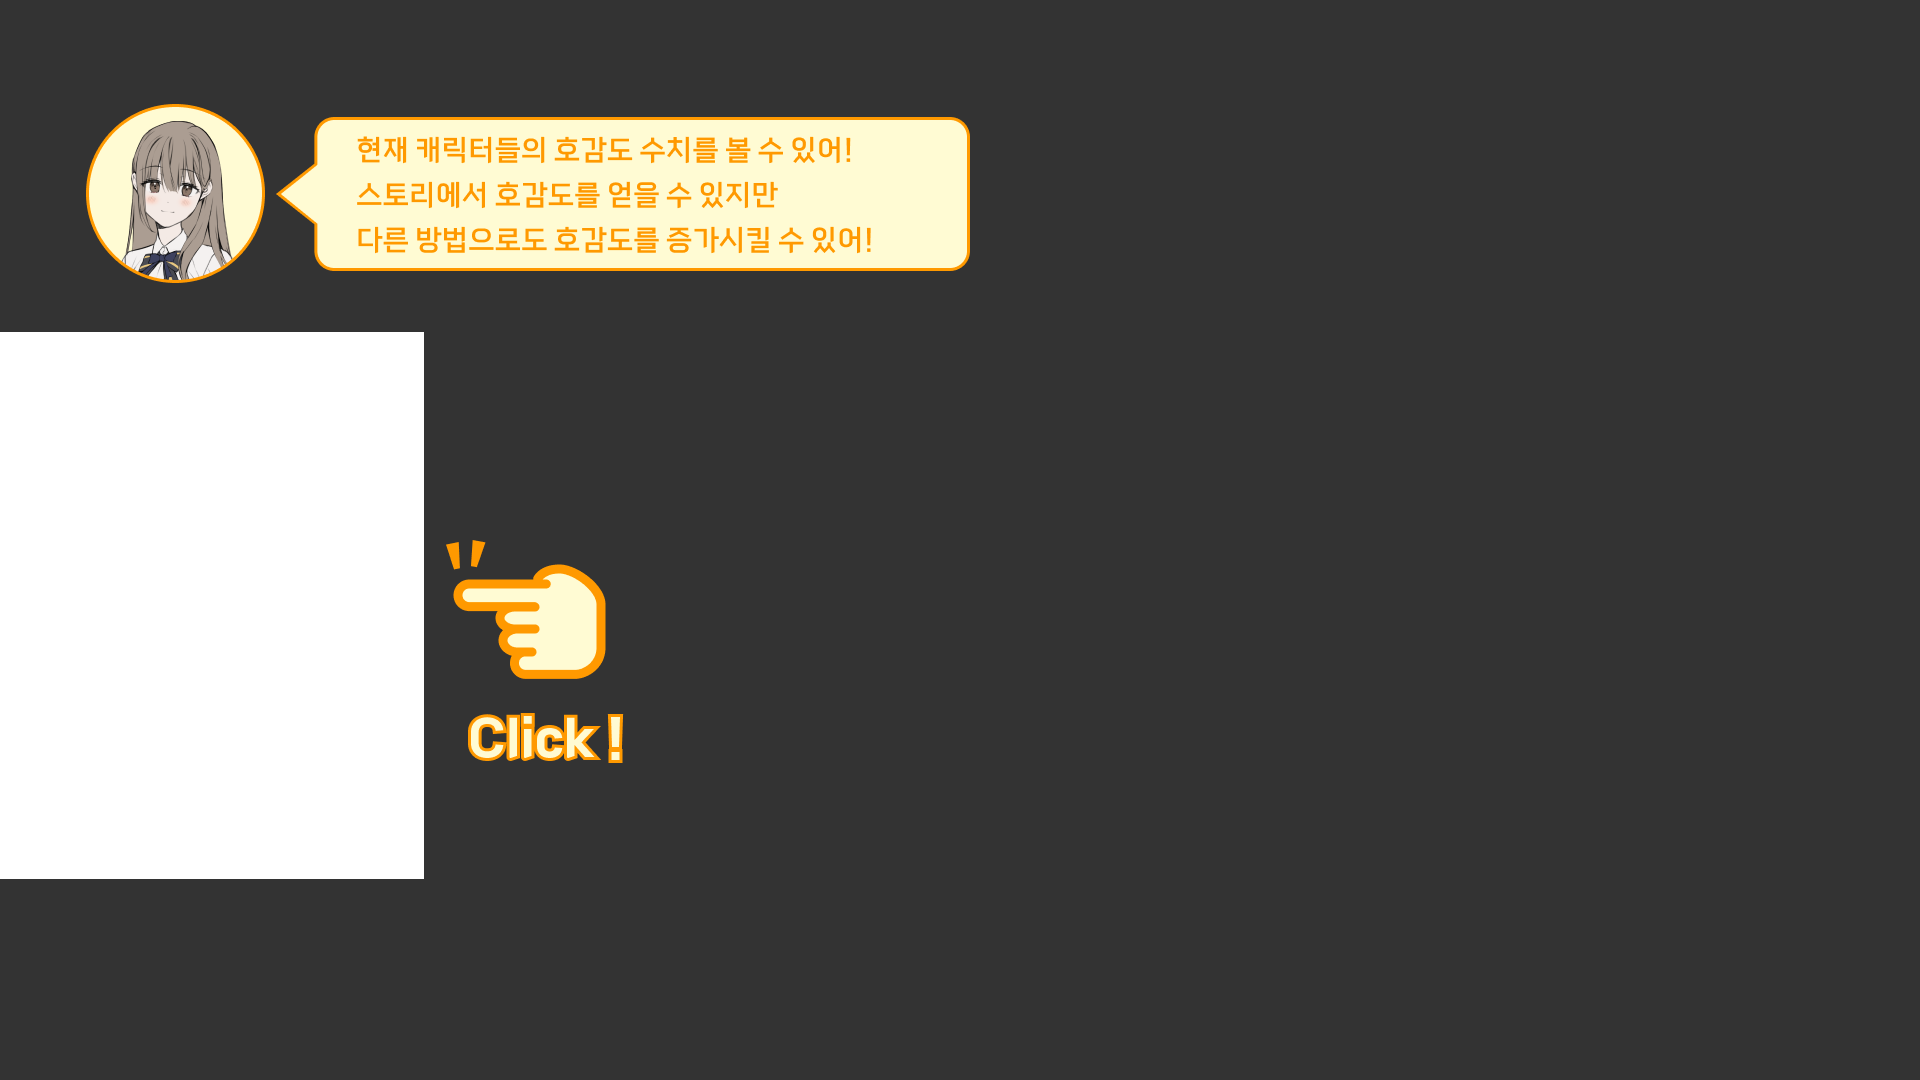 현재 캐릭터들의 호감도 수치를 볼 수 있어!
스토리에서 호감도를 얻을 수 있지만
다른 방법으로도 호감도를 증가시킬 수 있어!
Click !